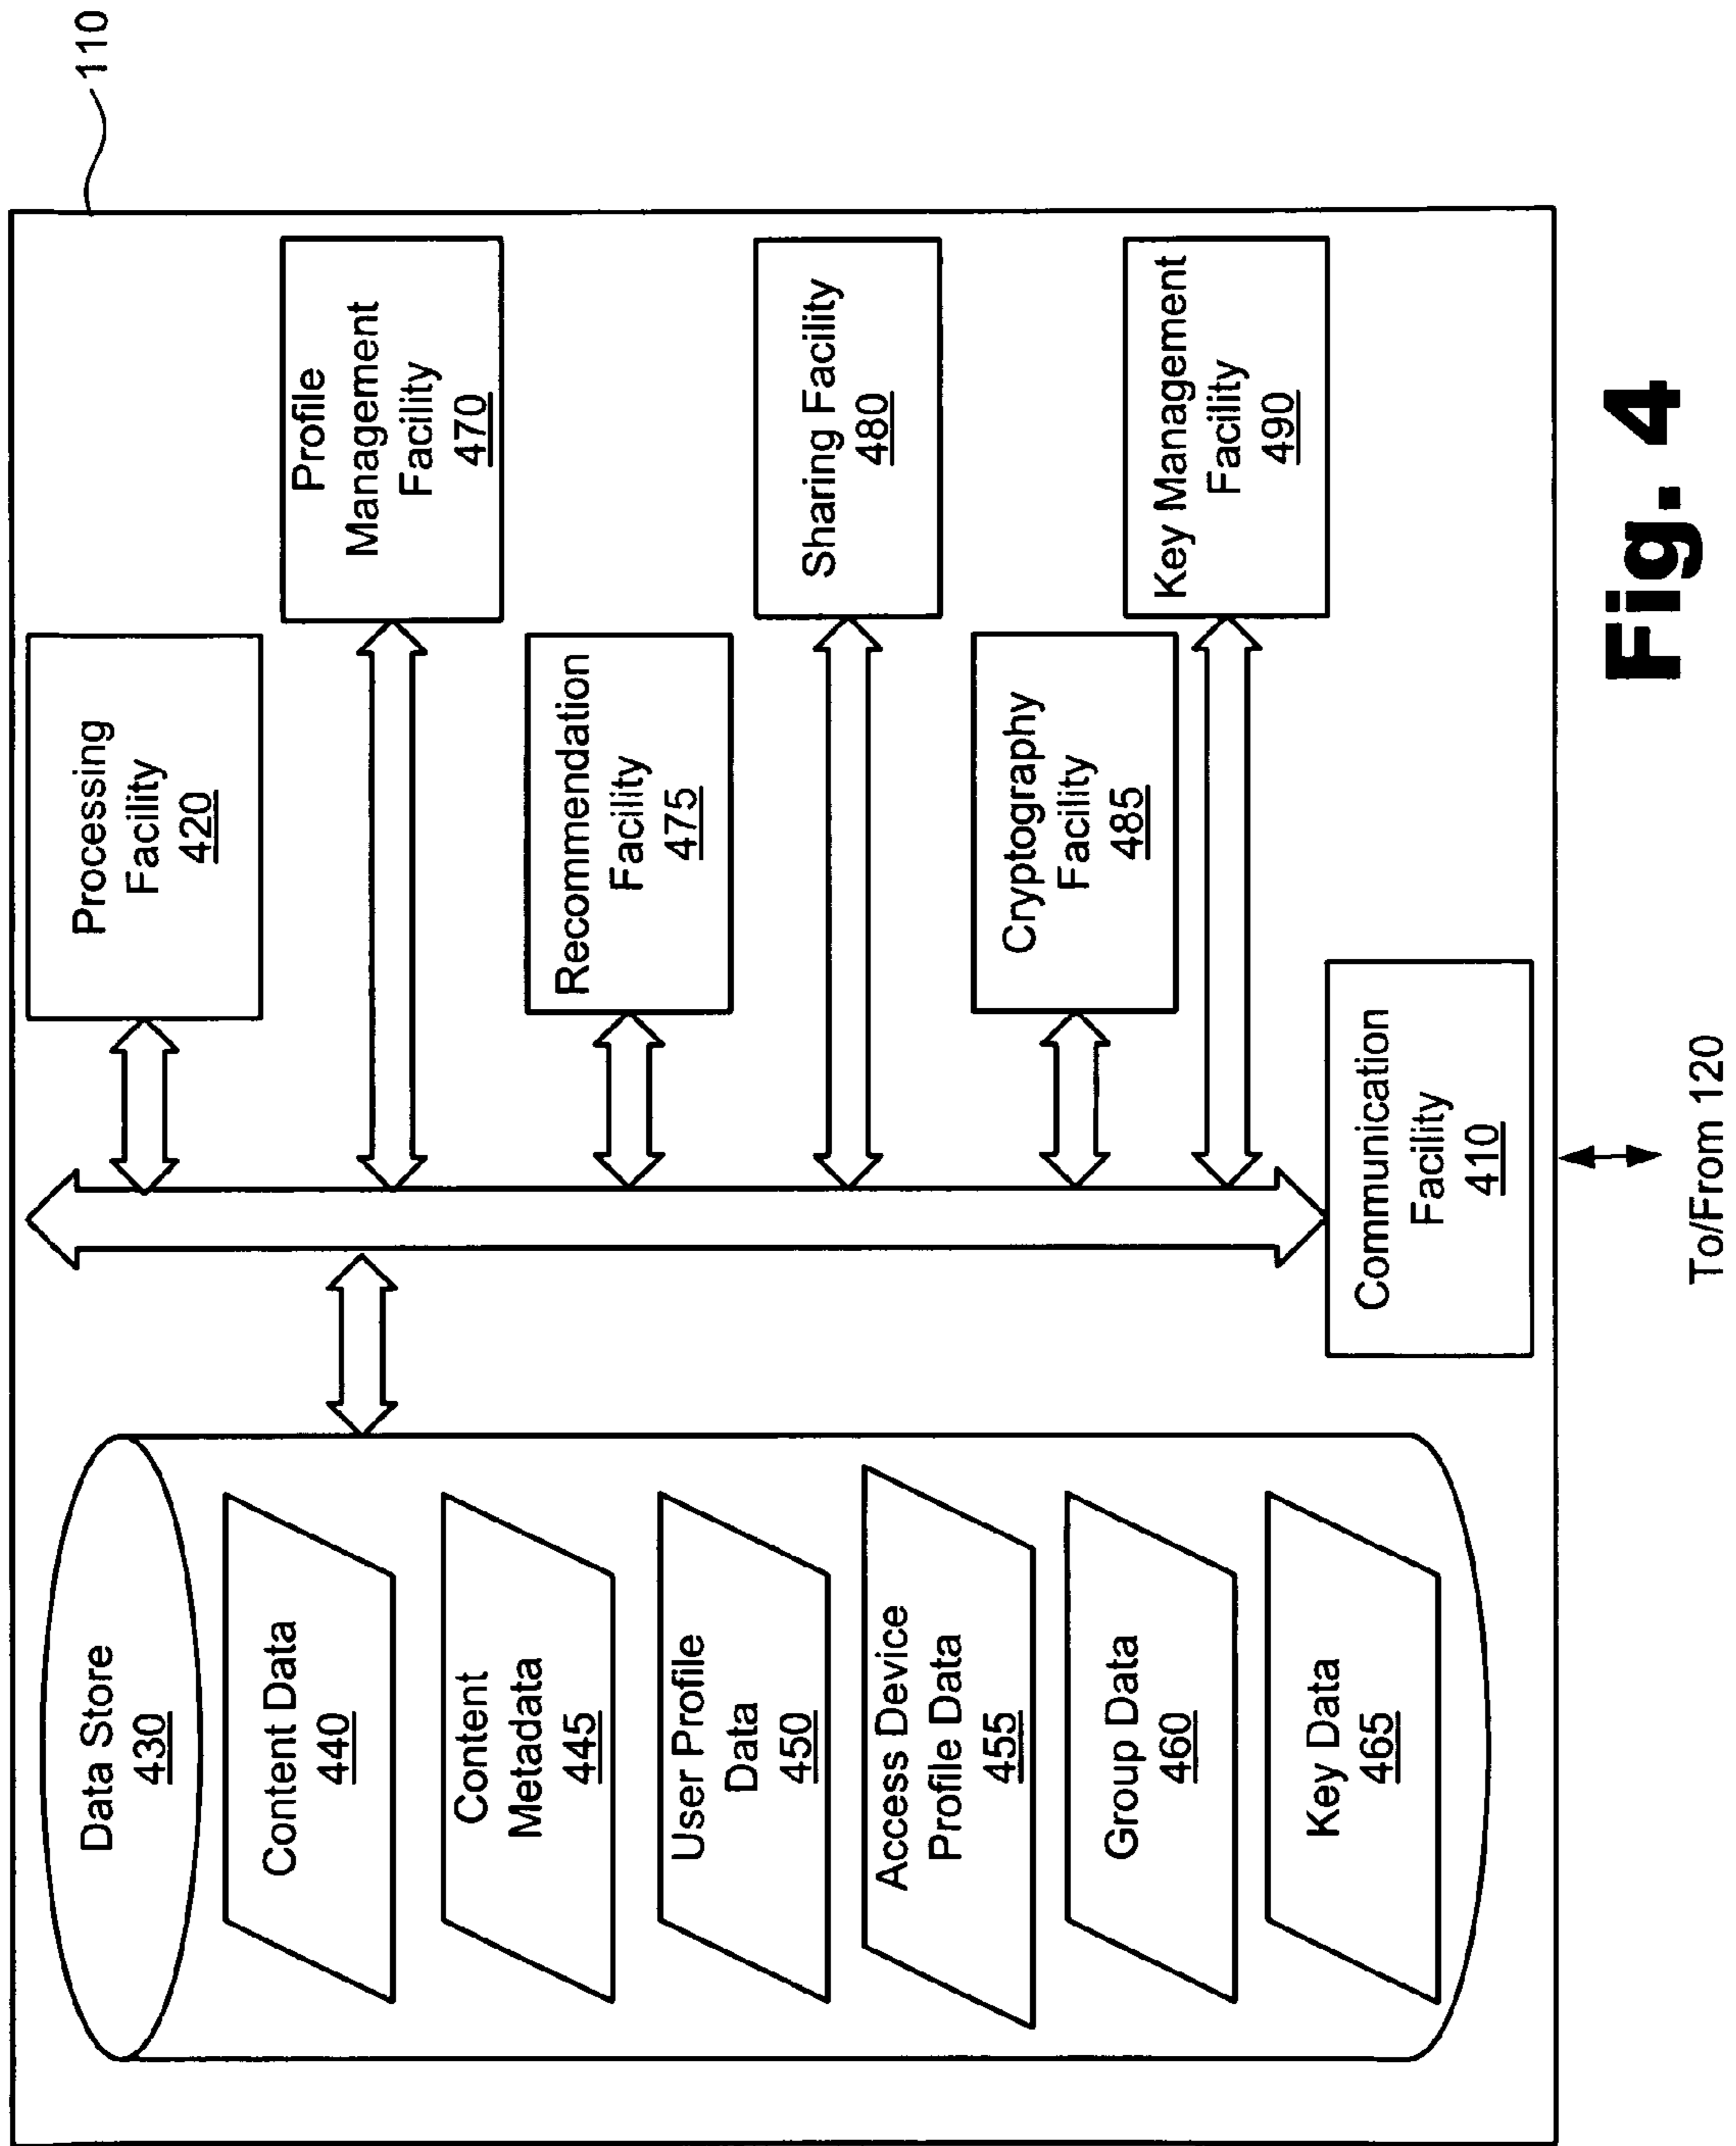 110
Data Store
430
Content Data
440
Content
Metadata
445
User Profile
Data
450
Access Device
Profile Data
455
Group Data
460
Key Data
465
Processing
Facility
420
Profile
Management
Facility
470
Recommendation
Facility
475
Sharing Facility
480
Cryptography
Facility
485
Key Management
Facility
490
Communication
Facility
410
To/From 120
Fig. 4